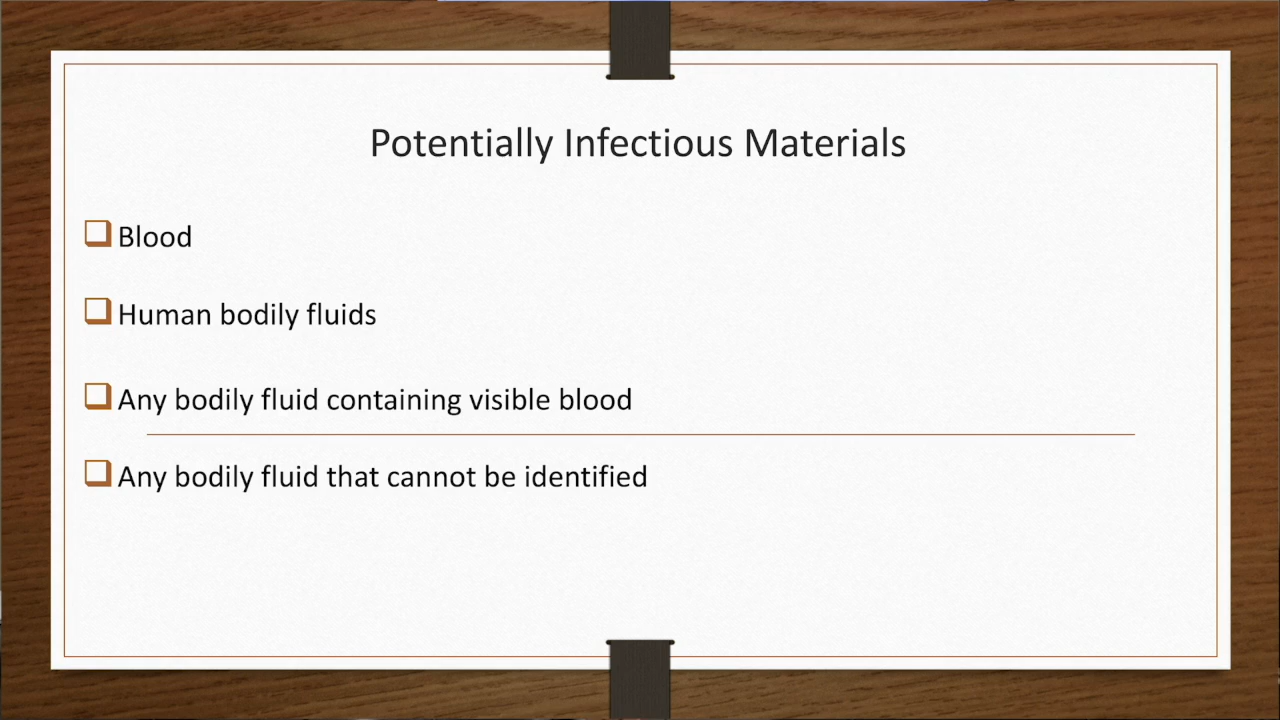 Potentially Infectious Materials
Blood
Human bodily fluids
Any bodily fluid containing visible blood
Any bodily fluid that cannot be identified